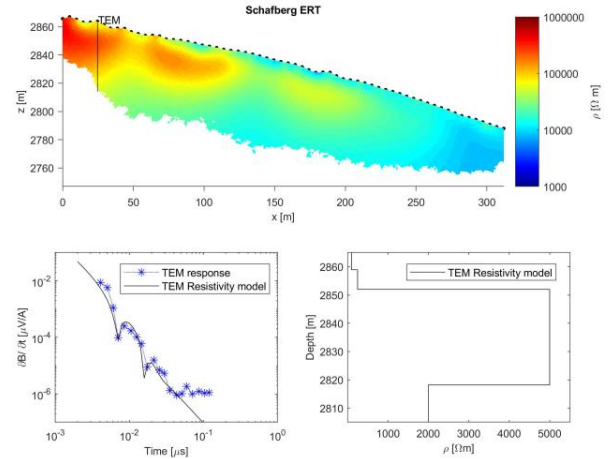 Schafberg ERT
TEM
2860
2840
2820
2800
2780
2760
z [m]
0 50 100 150 200 250 300
x [m]
1000000
100000
10000
1000
ρ [Ω m]
10⁻²
10⁻⁴
10⁻⁶
∂B/ ∂t [μV/A]
TEM response
TEM Resistivity model
10⁻³ 10⁻² 10⁻¹ 10⁰
Time [μs]
2860
2850
2840
2830
2820
2810
Depth [m]
TEM Resistivity model
0 1000 2000 3000 4000 5000
ρ [Ωm]